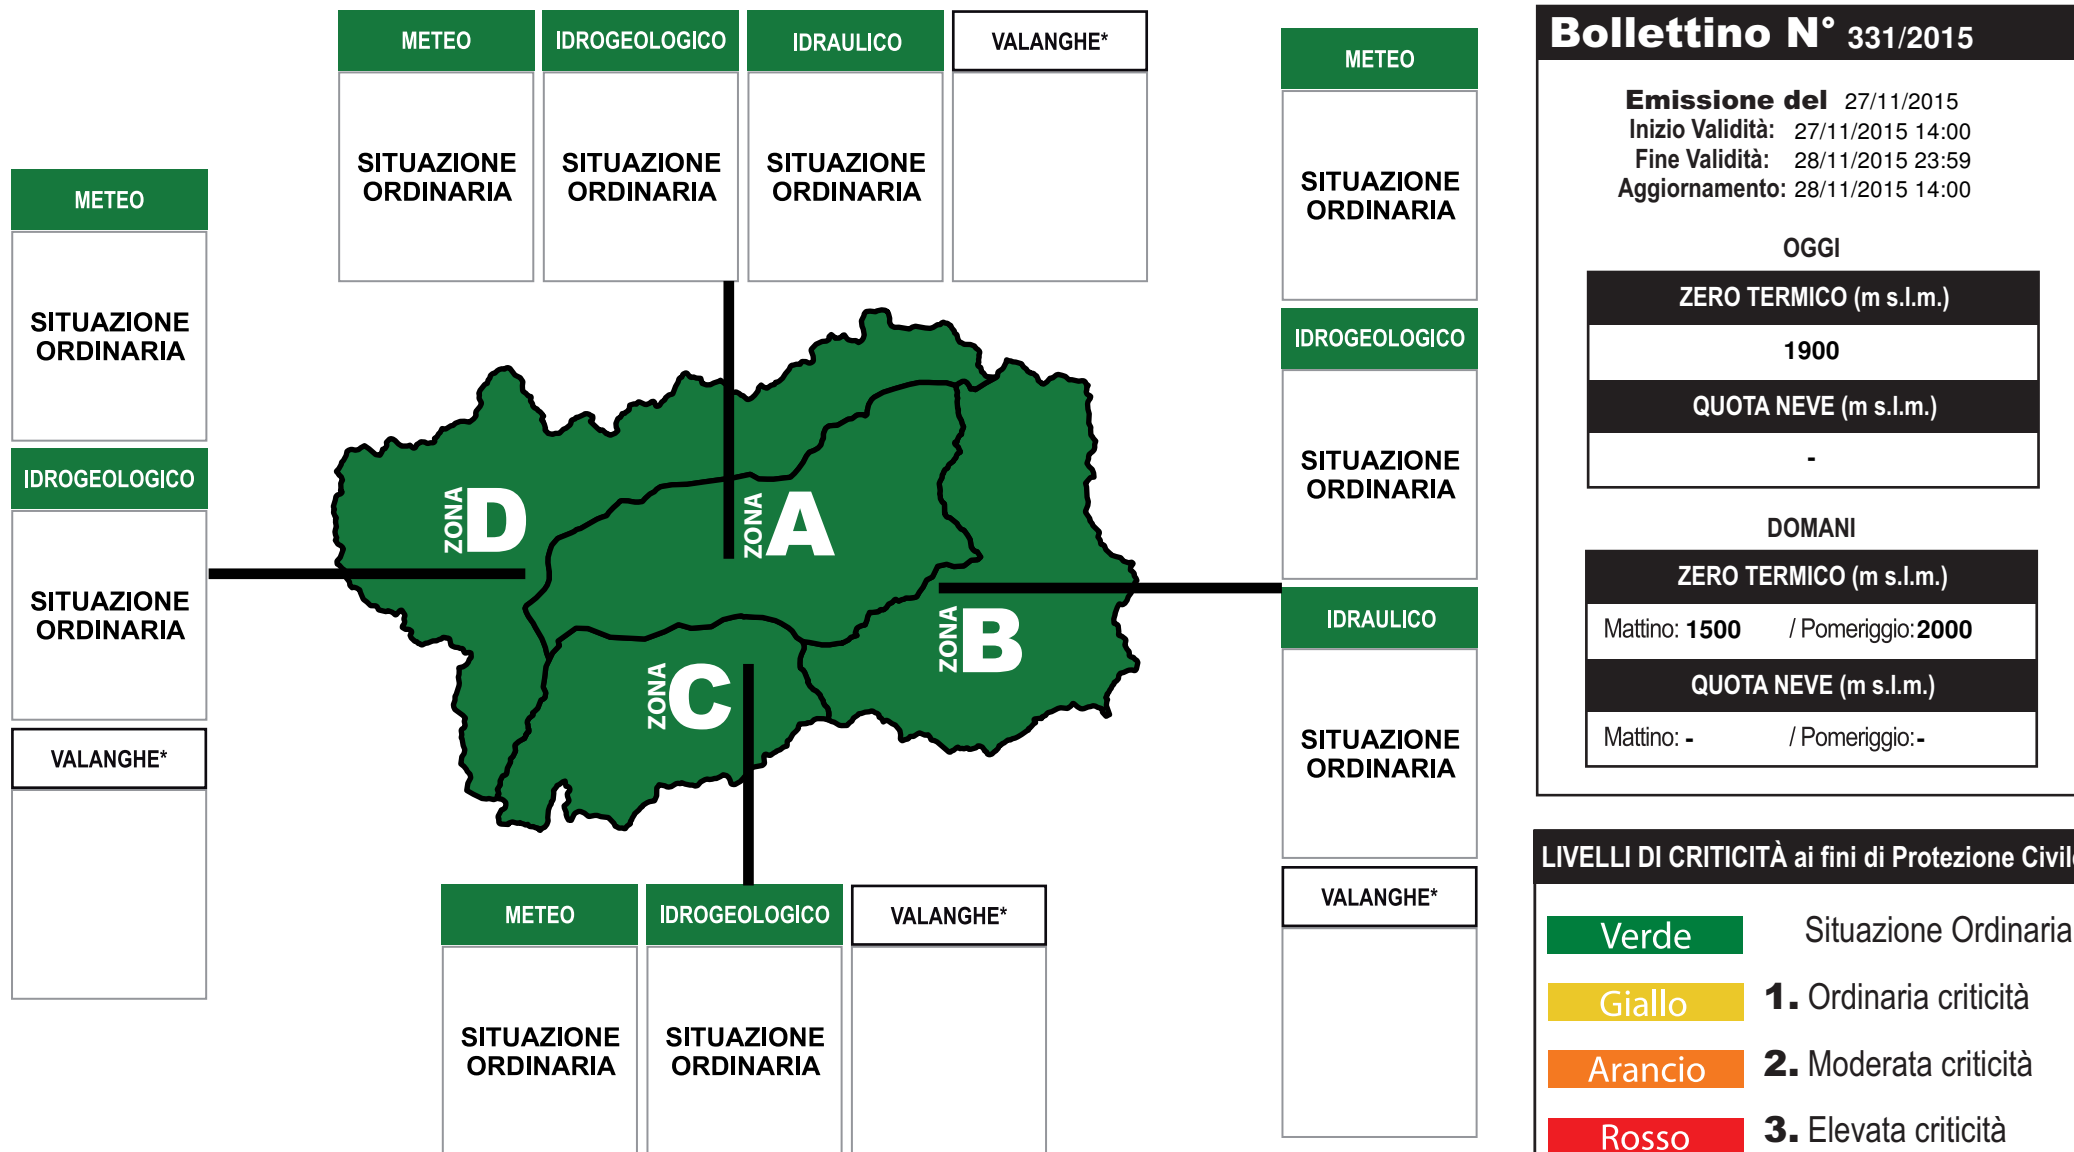 METEO
IDROGEOLOGICO
IDRAULICO
VALANGHE*
SITUAZIONE
ORDINARIA
SITUAZIONE
ORDINARIA
SITUAZIONE
ORDINARIA
METEO
SITUAZIONE
ORDINARIA
IDROGEOLOGICO
SITUAZIONE
ORDINARIA
VALANGHE*
ZONA D
ZONA A
ZONA B
ZONA C
METEO
SITUAZIONE
ORDINARIA
IDROGEOLOGICO
SITUAZIONE
ORDINARIA
IDRAULICO
SITUAZIONE
ORDINARIA
VALANGHE*
METEO
IDROGEOLOGICO
VALANGHE*
SITUAZIONE
ORDINARIA
SITUAZIONE
ORDINARIA
Bollettino N° 331/2015
Emissione del 27/11/2015
Inizio Validità: 27/11/2015 14:00
Fine Validità: 28/11/2015 23:59
Aggiornamento: 28/11/2015 14:00
OGGI
ZERO TERMICO (m s.l.m.)
1900
QUOTA NEVE (m s.l.m.)
-
DOMANI
ZERO TERMICO (m s.l.m.)
Mattino: 1500 / Pomeriggio: 2000
QUOTA NEVE (m s.l.m.)
Mattino: - / Pomeriggio: -
LIVELLI DI CRITICITÀ ai fini di Protezione Civile
Verde Situazione Ordinaria
Giallo 1. Ordinaria criticità
Arancio 2. Moderata criticità
Rosso 3. Elevata criticità